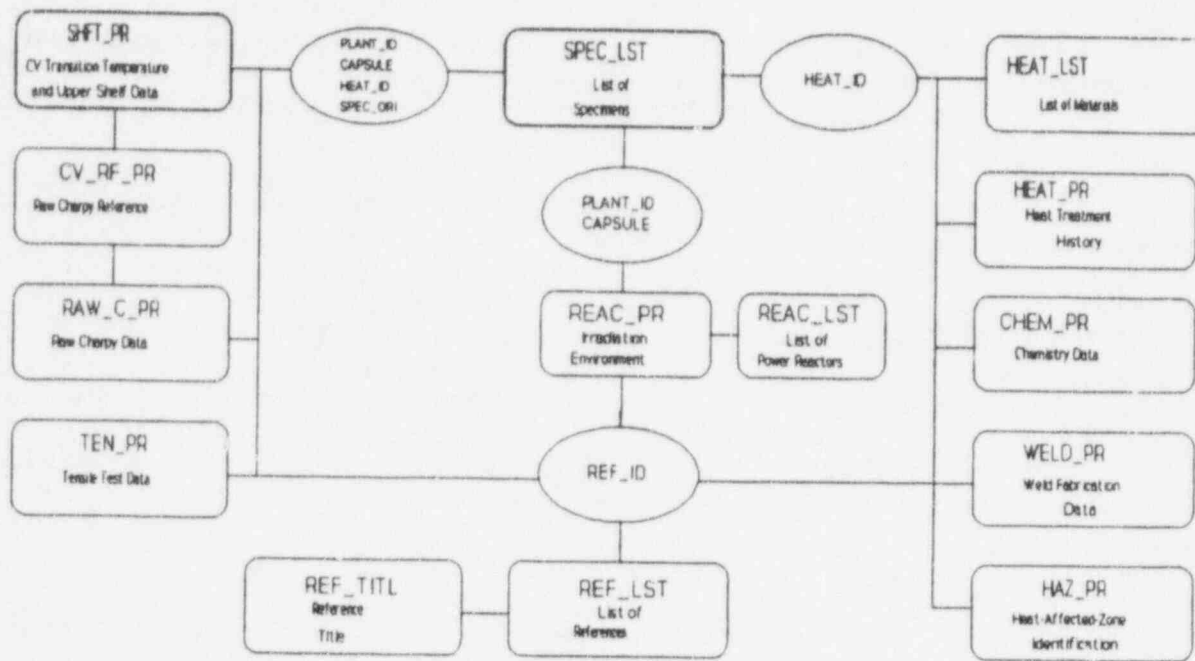 SHFT_PR
CV Transition Temperature
and Upper Shelf Data
PLANT_ID
CAPSULE
HEAT_ID
SPEC_ORI
SPEC_LST
List of
Specimens
HEAT_ID
HEAT_LST
List of Materials
CV_RF_PR
Raw Charpy Reference
PLANT_ID
CAPSULE
HEAT_PR
Heat Treatment
History
RAW_C_PR
Raw Charpy Data
REAC_PR
Irradiation
Environment
REAC_LST
List of
Power Reactors
CHEM_PR
Chemistry Data
TEN_PR
Tensile Test Data
REF_ID
WELD_PR
Weld Fabrication
Data
REF_TITL
Reference
Title
REF_LST
List of
References
HAZ_PR
Heat-Affected-Zone
Identification